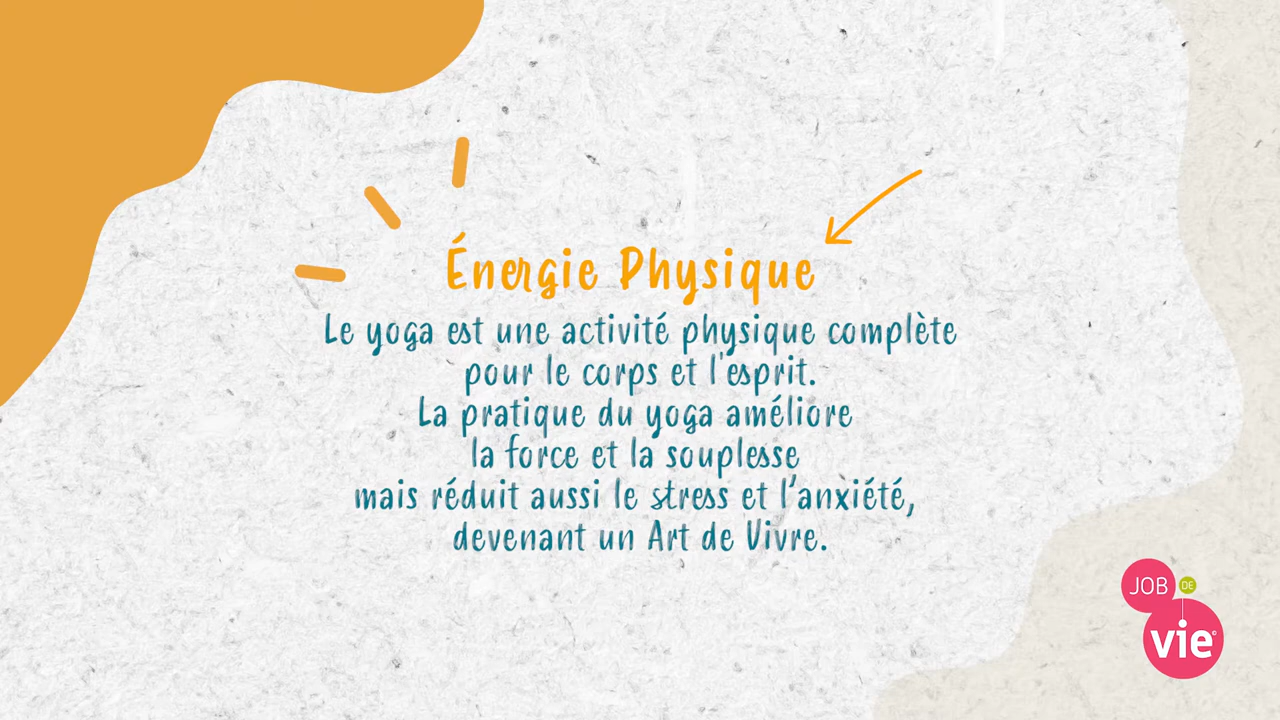 Énergie Physique
Le yoga est une activité physique complète
pour le corps et l'esprit.
La pratique du yoga améliore
la force et la souplesse
mais réduit aussi le stress et l’anxiété,
devenant un Art de Vivre.
JOB DE
vie©